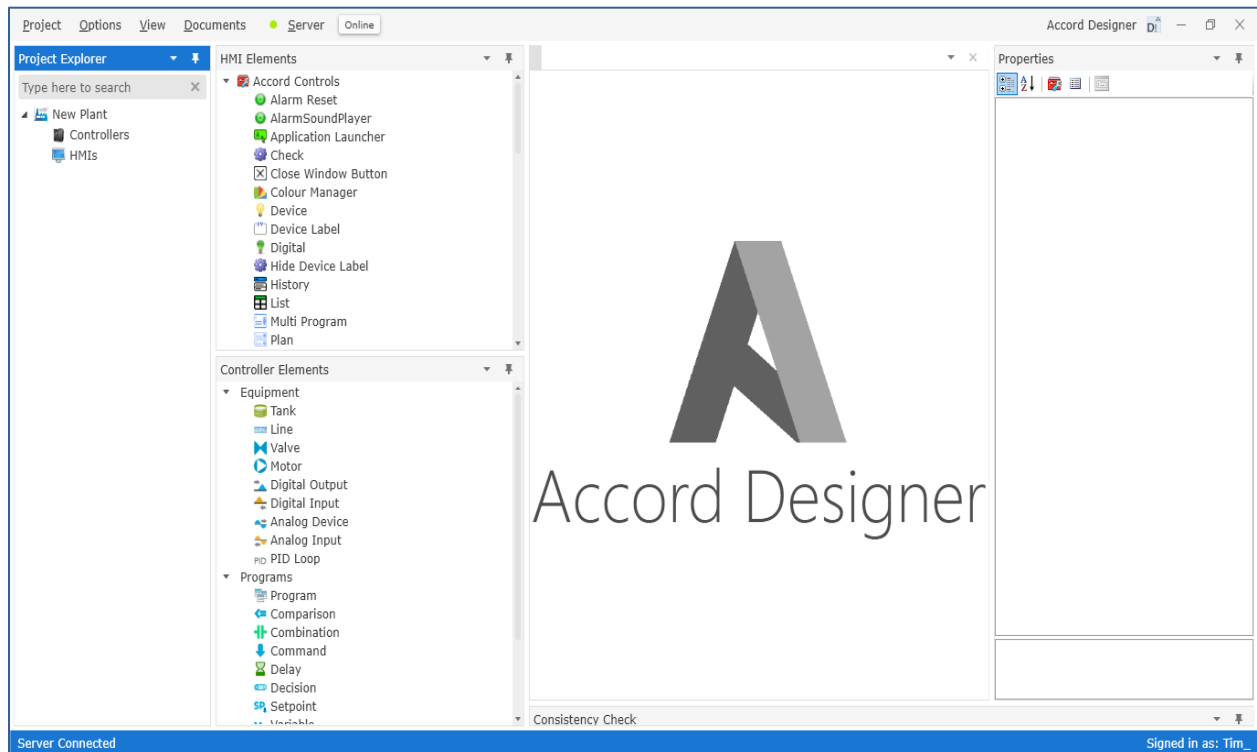 Project Options View Documents Server Online Accord Designer
Project Explorer
Type here to search
New Plant
Controllers
HMIs
HMI Elements
Accord Controls
Alarm Reset
AlarmSoundPlayer
Application Launcher
Check
Close Window Button
Colour Manager
Device
Device Label
Digital
Hide Device Label
History
List
Multi Program
Plan
Controller Elements
Equipment
Tank
Line
Valve
Motor
Digital Output
Digital Input
Analog Device
Analog Input
PID PID Loop
Programs
Program
Comparison
Combination
Command
Delay
Decision
SP Setpoint
Variable
Accord Designer
Consistency Check
Properties
Server Connected
Signed in as: Tim_